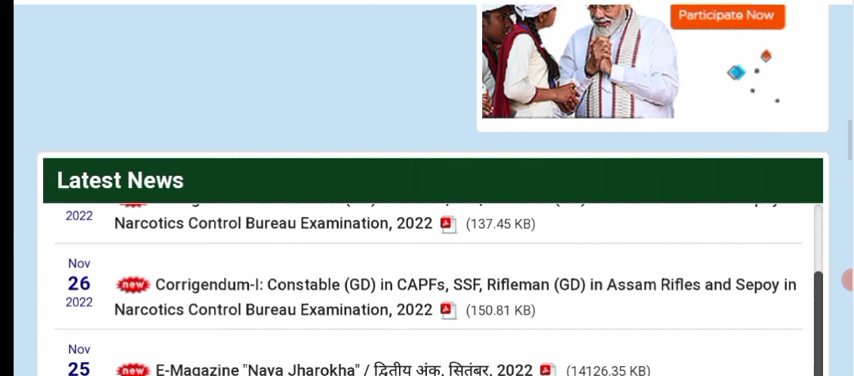 Participate Now
Latest News
2022
Narcotics Control Bureau Examination, 2022 (137.45 KB)
Nov
26
2022
new Corrigendum-I: Constable (GD) in CAPFs, SSF, Rifleman (GD) in Assam Rifles and Sepoy in
Narcotics Control Bureau Examination, 2022 (150.81 KB)
Nov
25
new E-Magazine "Naya Jharokha" / द्वितीय अंक, सितंबर, 2022 (14126.35 KB)